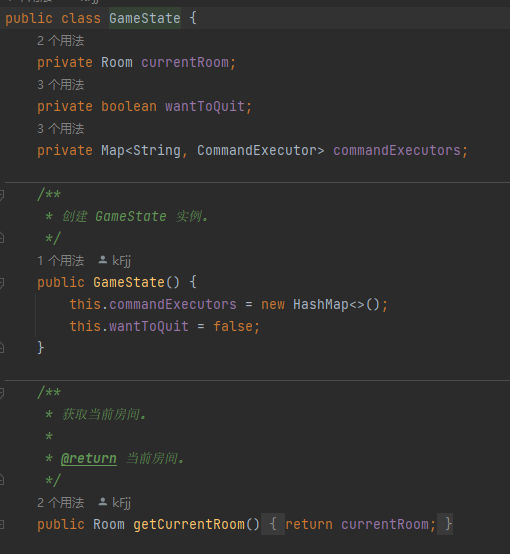 public class GameState {
2 个用法
private Room currentRoom;
3 个用法
private boolean wantToQuit;
3 个用法
private Map<String, CommandExecutor> commandExecutors;
/**
* 创建 GameState 实例.
*/
1 个用法 kFjj
public GameState() {
this.commandExecutors = new HashMap<>();
this.wantToQuit = false;
}
/**
* 获取当前房间.
*
* @return 当前房间.
*/
2 个用法 kFjj
public Room getCurrentRoom() { return currentRoom; }